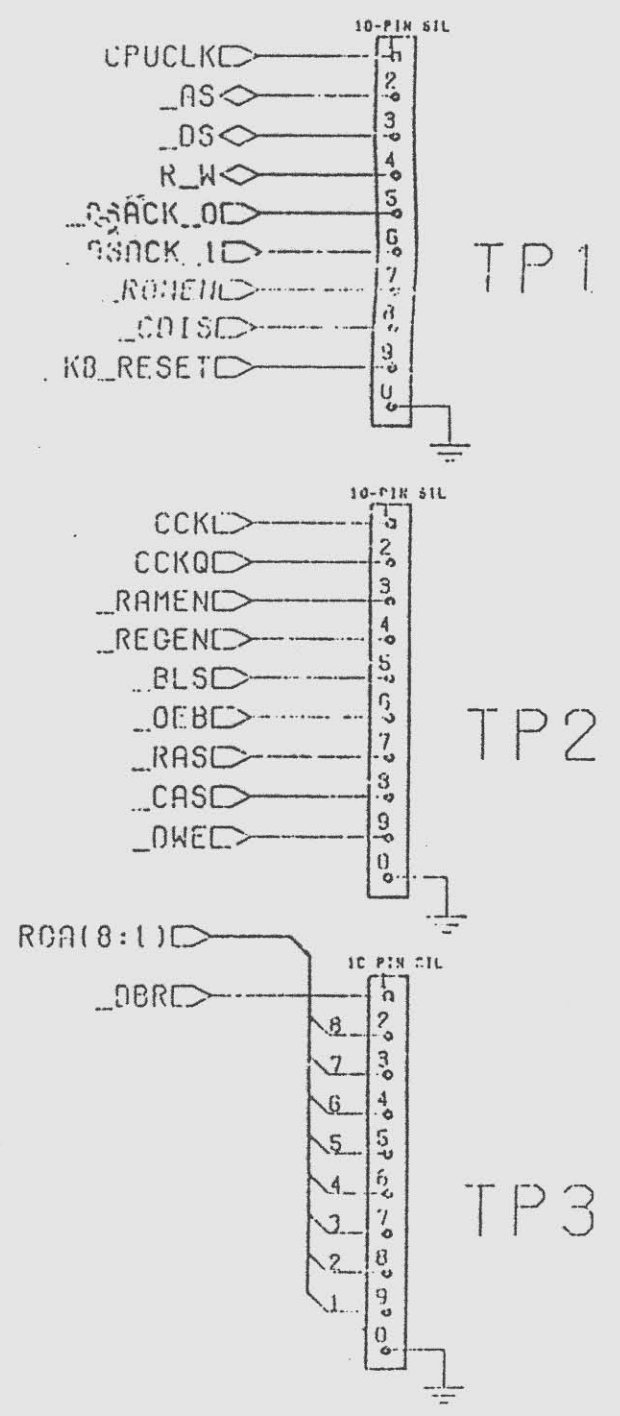 10-PIN SIL
CPUCLK 1
_AS 2
_DS 3
R_W 4
_DSACK_0 5
_DSACK_1 6
_ROMEN 7
_CDIS 8
KB_RESET 9
0
TP1
10-PIN SIL
CCK 1
CCKQ 2
_RAMEN 3
_REGEN 4
_BLS 5
_OEB 6
_RAS 7
_CAS 8
_DWE 9
0
TP2
RGA(8:1)
10 PIN SIL
_DBR 1
8 2
7 3
6 4
5 5
4 6
3 7
2 8
1 9
0
TP3